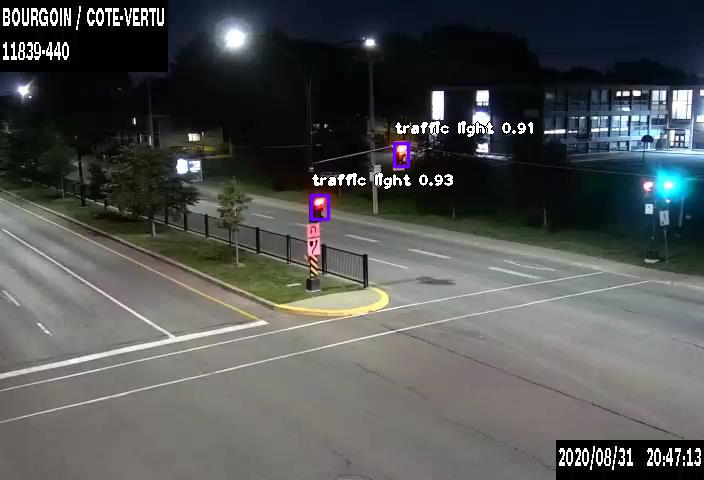 BOURGOIN / COTE-VERTU
11839-440
traffic light 0.91
traffic light 0.93
2020/08/31 20:47:13